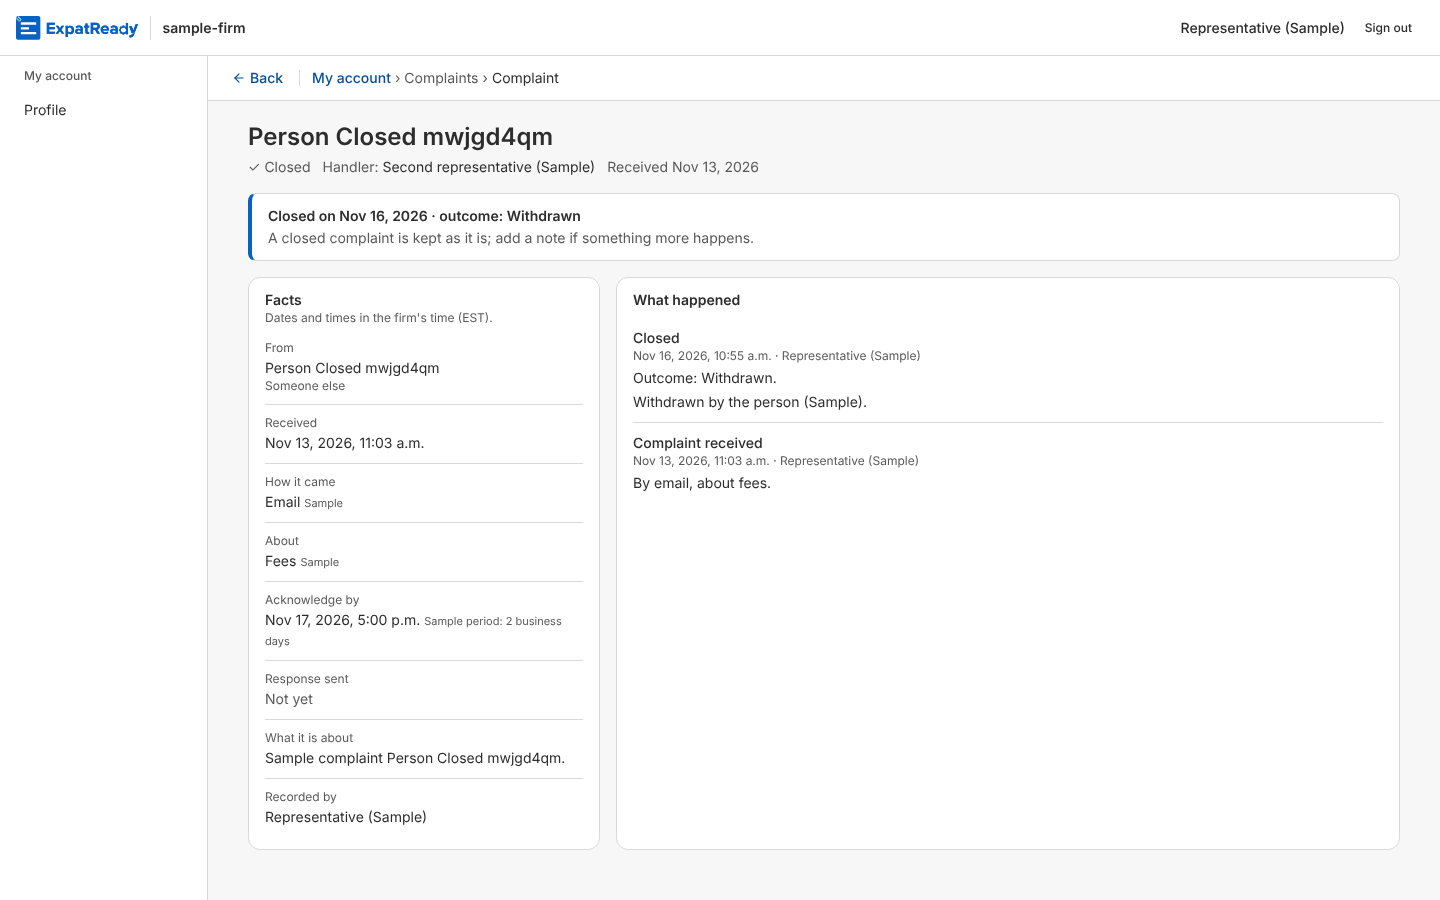 ExpatReady
sample-firm
Representative (Sample)
Sign out
My account
Profile
← Back
My account › Complaints › Complaint
Person Closed mwjgd4qm
✓ Closed Handler: Second representative (Sample) Received Nov 13, 2026
Closed on Nov 16, 2026 · outcome: Withdrawn
A closed complaint is kept as it is; add a note if something more happens.
Facts
Dates and times in the firm's time (EST).
From
Person Closed mwjgd4qm
Someone else
Received
Nov 13, 2026, 11:03 a.m.
How it came
Email Sample
About
Fees Sample
Acknowledge by
Nov 17, 2026, 5:00 p.m. Sample period: 2 business
days
Response sent
Not yet
What it is about
Sample complaint Person Closed mwjgd4qm.
Recorded by
Representative (Sample)
What happened
Closed
Nov 16, 2026, 10:55 a.m. · Representative (Sample)
Outcome: Withdrawn.
Withdrawn by the person (Sample).
Complaint received
Nov 13, 2026, 11:03 a.m. · Representative (Sample)
By email, about fees.